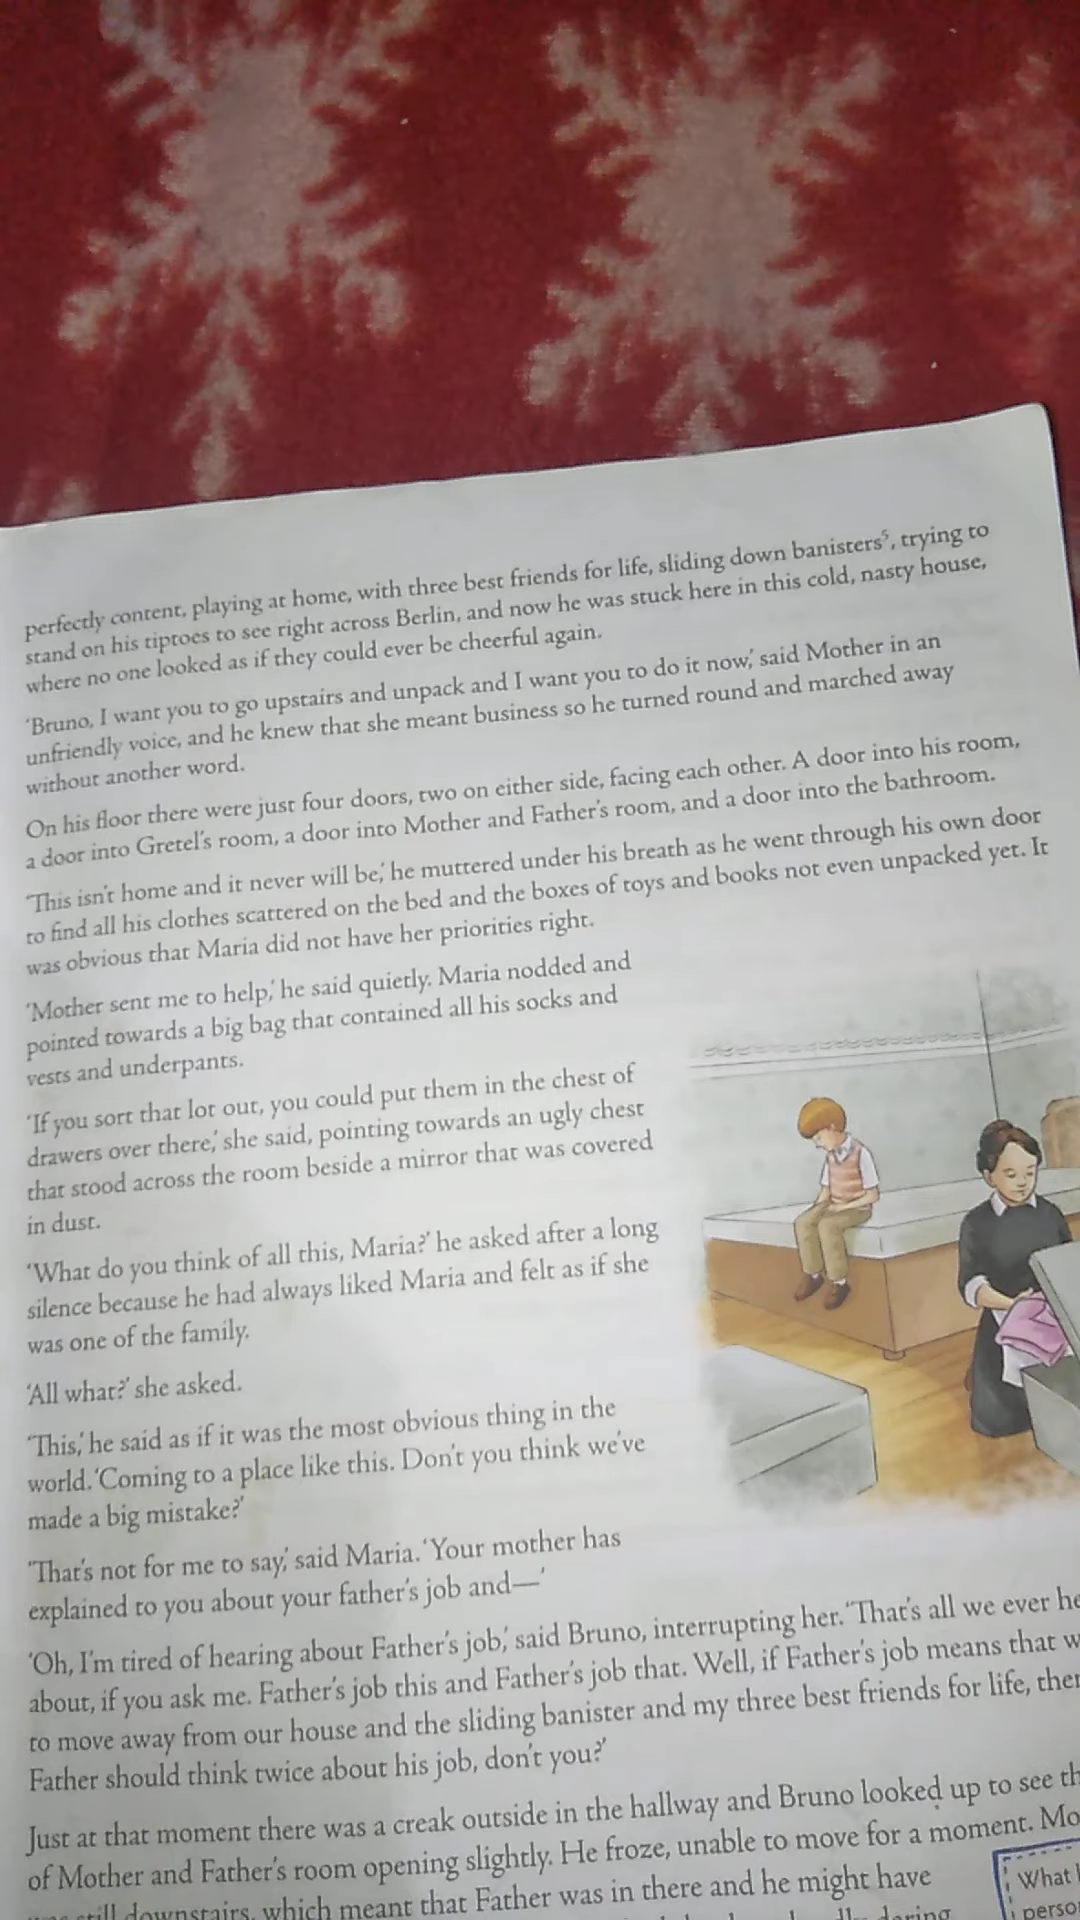 perfectly content, playing at home, with three best friends for life, sliding down banisters⁵, trying to
stand on his tiptoes to see right across Berlin, and now he was stuck here in this cold, nasty house,
where no one looked as if they could ever be cheerful again.
‘Bruno, I want you to go upstairs and unpack and I want you to do it now,’ said Mother in an
unfriendly voice, and he knew that she meant business so he turned round and marched away
without another word.
On his floor there were just four doors, two on either side, facing each other. A door into his room,
a door into Gretel’s room, a door into Mother and Father’s room, and a door into the bathroom.
‘This isn’t home and it never will be,’ he muttered under his breath as he went through his own door
to find all his clothes scattered on the bed and the boxes of toys and books not even unpacked yet. It
was obvious that Maria did not have her priorities right.
‘Mother sent me to help,’ he said quietly. Maria nodded and
pointed towards a big bag that contained all his socks and
vests and underpants.
‘If you sort that lot out, you could put them in the chest of
drawers over there,’ she said, pointing towards an ugly chest
that stood across the room beside a mirror that was covered
in dust.
‘What do you think of all this, Maria?’ he asked after a long
silence because he had always liked Maria and felt as if she
was one of the family.
‘All what?’ she asked.
‘This,’ he said as if it was the most obvious thing in the
world. ‘Coming to a place like this. Don’t you think we’ve
made a big mistake?’
‘That’s not for me to say,’ said Maria. ‘Your mother has
explained to you about your father’s job and—’
‘Oh, I’m tired of hearing about Father’s job,’ said Bruno, interrupting her. ‘That’s all we ever
about, if you ask me. Father’s job this and Father’s job that. Well, if Father’s job means that
to move away from our house and the sliding banister and my three best friends for life,
Father should think twice about his job, don’t you?’
Just at that moment there was a creak outside in the hallway and Bruno looked up to see
of Mother and Father’s room opening slightly. He froze, unable to move for a moment.
still downstairs, which meant that Father was in there and he might have
What